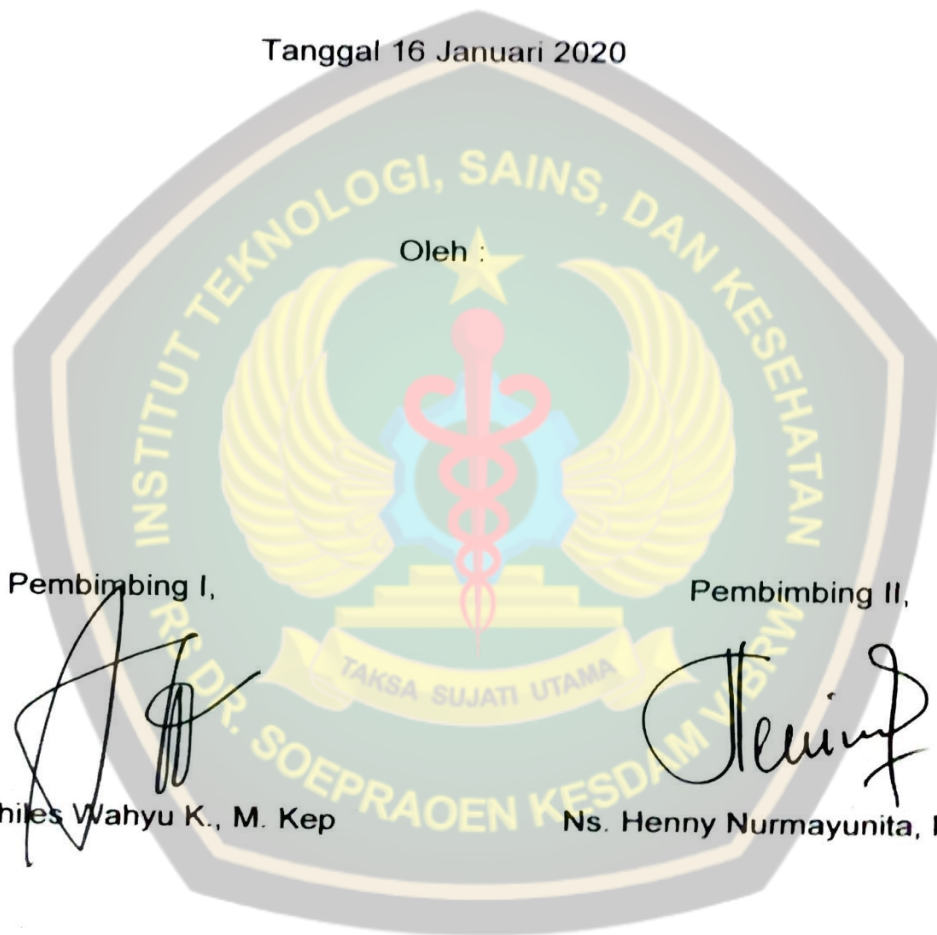 Tanggal 16 Januari 2020
INSTITUT TEKNOLOGI, SAINS, DAN KESEHATAN
Oleh :
Pembimbing I,
Pembimbing II,
TAKSA SUJATI UTAMA
RS DR. SOEPRAOEN KESDAM V/BRW
Wahyu K., M. Kep
Ns. Henny Nurmayunita,